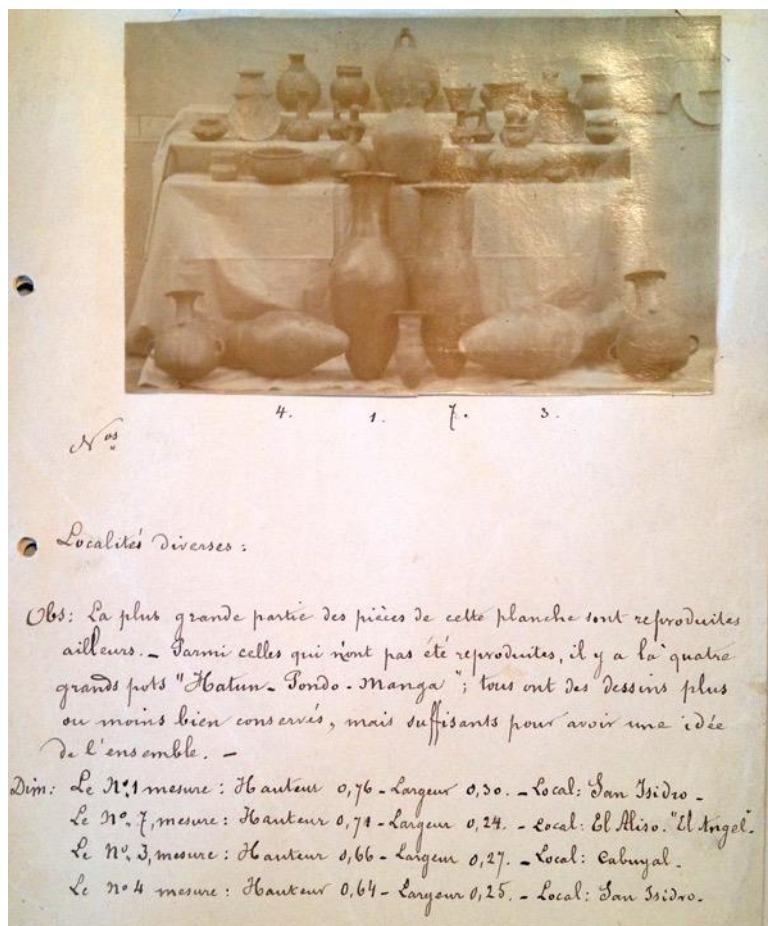 4. 1. 7. 3.
Nos
Localités diverses :
Obs: La plus grande partie des pièces de cette planche sont reproduites
ailleurs. _ Parmi celles qui n'ont pas été reproduites, il y a là quatre
grands pots "Hatun - Pondo - Manga" ; tous ont des dessins plus
ou moins bien conservés, mais suffisants pour avoir une idée
de l'ensemble. _
Dim: Le No. 1 mesure : Hauteur 0,76 - Largeur 0,30. - Local: San Isidro -
Le No. 7, mesure : Hauteur 0,71 - Largeur 0,24. - Local: El Aliso. "El Angel".
Le No. 3, mesure : Hauteur 0,66 - Largeur 0,27. - Local: Cabuyal.
Le no 4 mesure : Hauteur 0,64 - Largeur 0,25. - Local: San Isidro.